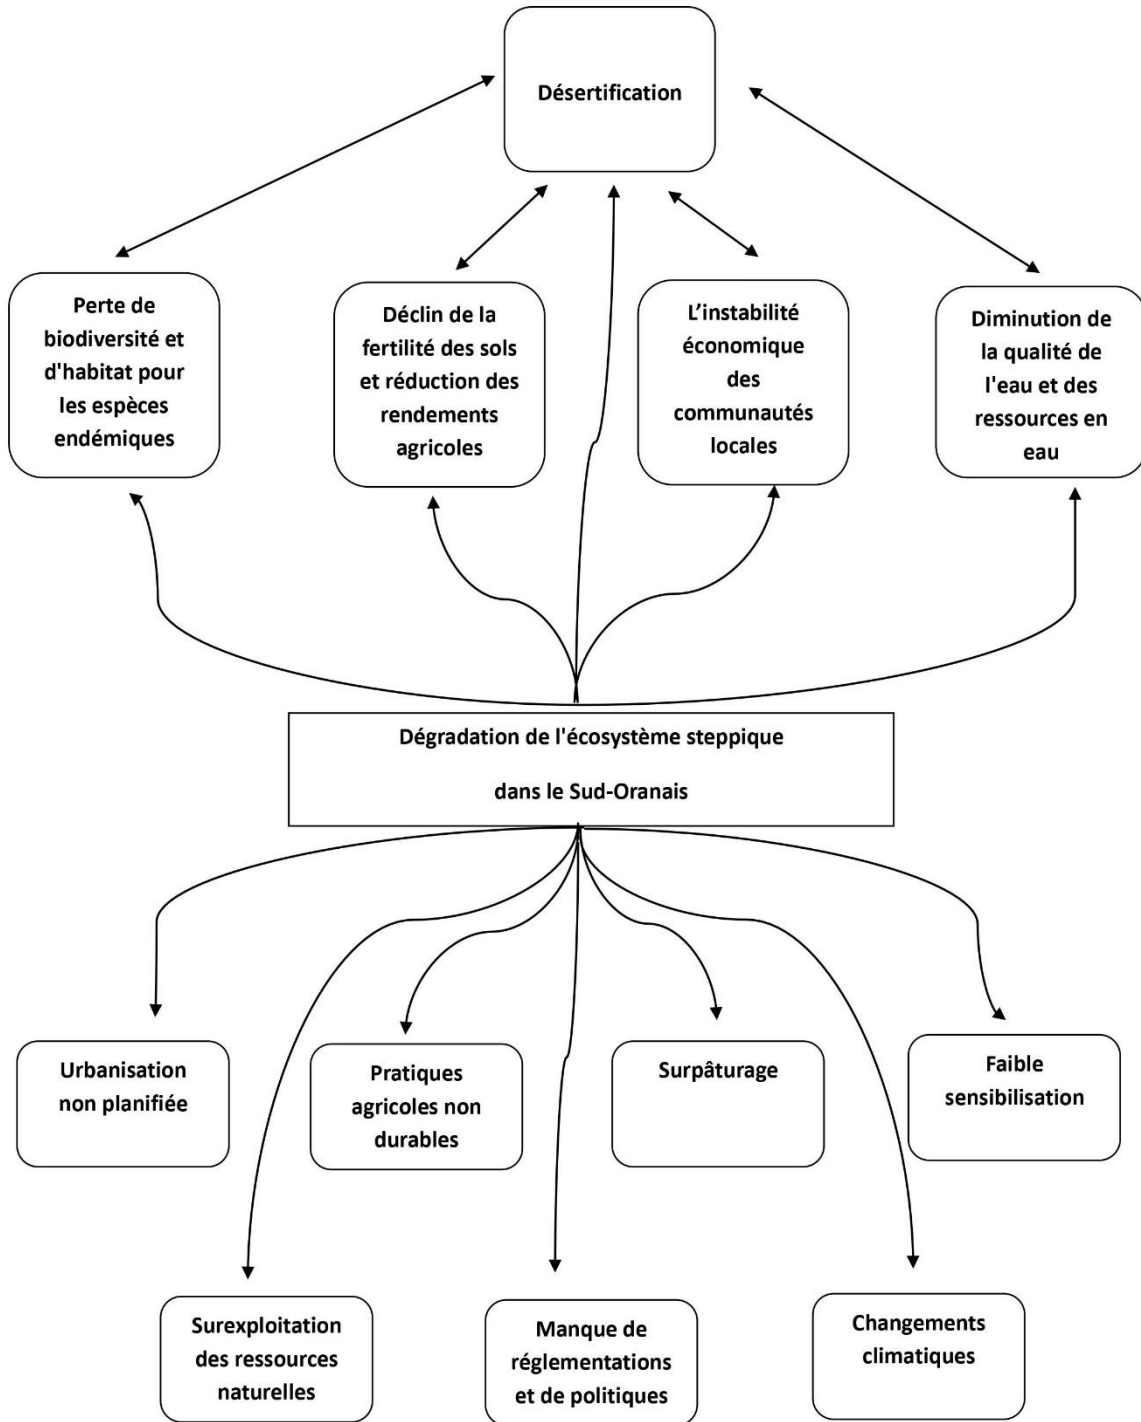 Désertification
Perte de
biodiversité et
d'habitat pour
les espèces
endémiques
Déclin de la
fertilité des sols
et réduction des
rendements
agricoles
L’instabilité
économique
des
communautés
locales
Diminution de
la qualité de
l'eau et des
ressources en
eau
Dégradation de l'écosystème steppique
dans le Sud-Oranais
Urbanisation
non planifiée
Pratiques
agricoles non
durables
Surpâturage
Faible
sensibilisation
Surexploitation
des ressources
naturelles
Manque de
réglementations
et de politiques
Changements
climatiques